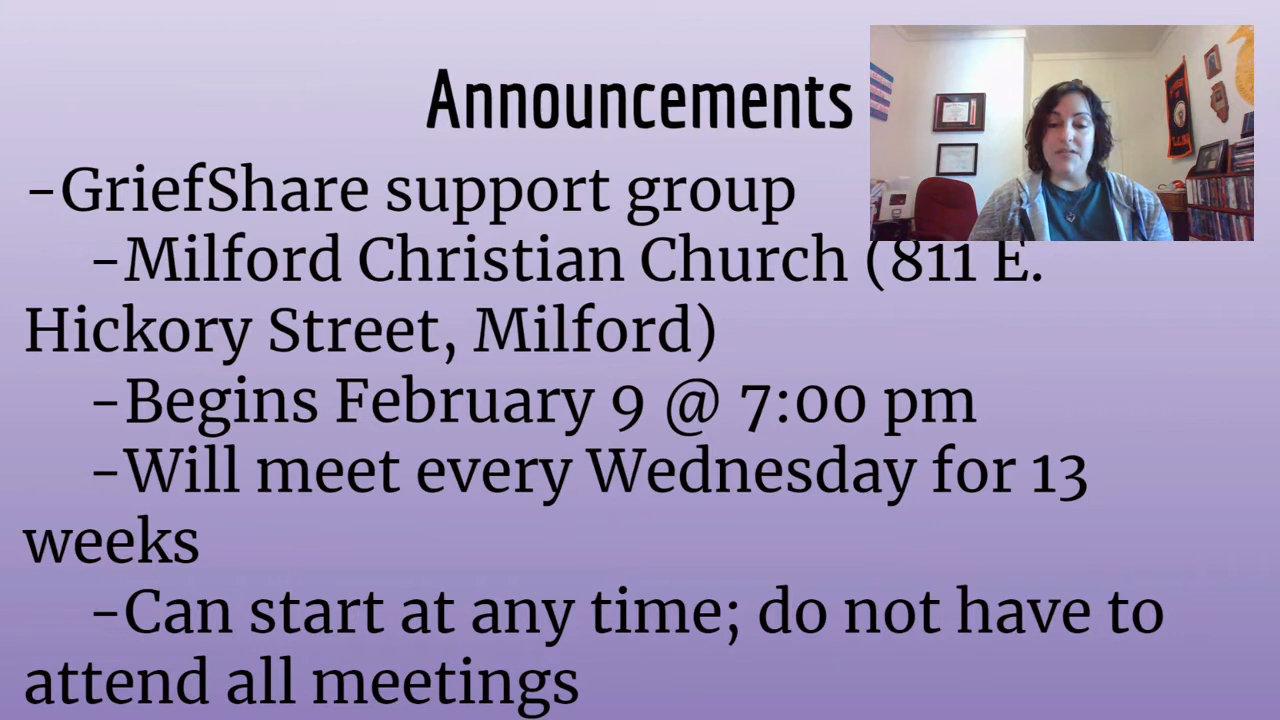 Announcements
-GriefShare support group
-Milford Christian Church (811 E.
Hickory Street, Milford)
-Begins February 9 @ 7:00 pm
-Will meet every Wednesday for 13
weeks
-Can start at any time; do not have to
attend all meetings